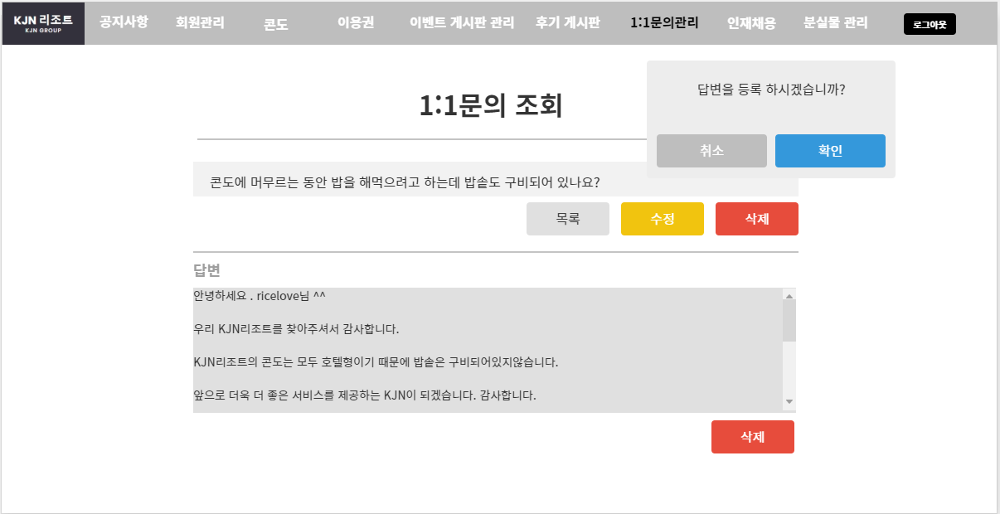 KJN 리조트
KJN GROUP
공지사항 회원관리 콘도 이용권 이벤트 게시판 관리 후기 게시판 1:1문의관리 인재채용 분실물 관리 로그아웃
답변을 등록 하시겠습니까?
취소 확인
1:1문의 조회
콘도에 머무르는 동안 밥을 해먹으려고 하는데 밥솥도 구비되어 있나요?
목록 수정 삭제
답변
안녕하세요 . ricelove님 ^^
우리 KJN리조트를 찾아주셔서 감사합니다.
KJN리조트의 콘도는 모두 호텔형이기 때문에 밥솥은 구비되어있지않습니다.
앞으로 더욱 더 좋은 서비스를 제공하는 KJN이 되겠습니다. 감사합니다.
삭제